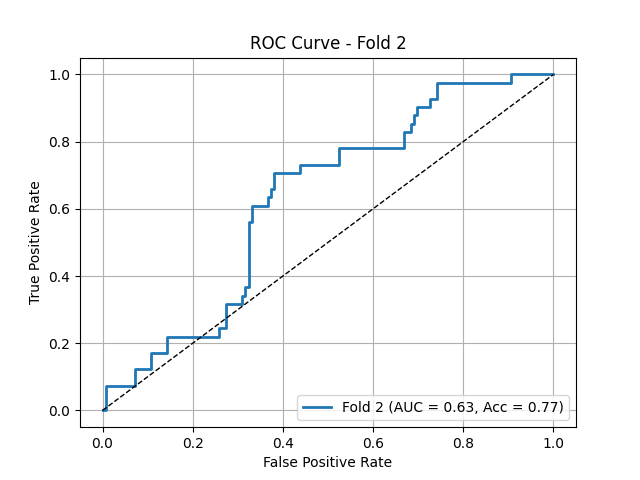 ROC Curve - Fold 2
True Positive Rate
1.0
0.8
0.6
0.4
0.2
0.0
Fold 2 (AUC = 0.63, Acc = 0.77)
0.0 0.2 0.4 0.6 0.8 1.0
False Positive Rate